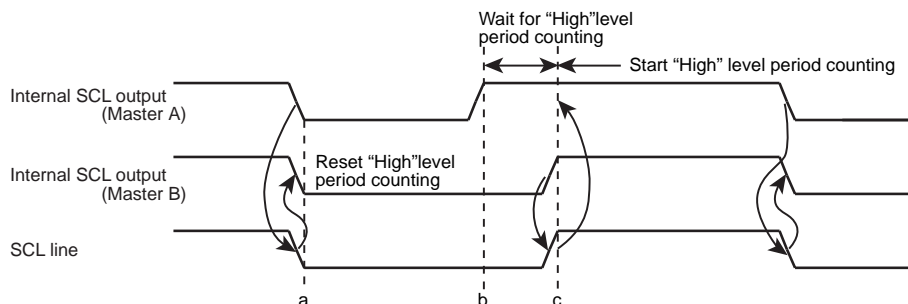 Wait for “High”level
period counting
Start “High” level period counting
Internal SCL output
(Master A)
Reset “High”level
period counting
Internal SCL output
(Master B)
SCL line
a b c